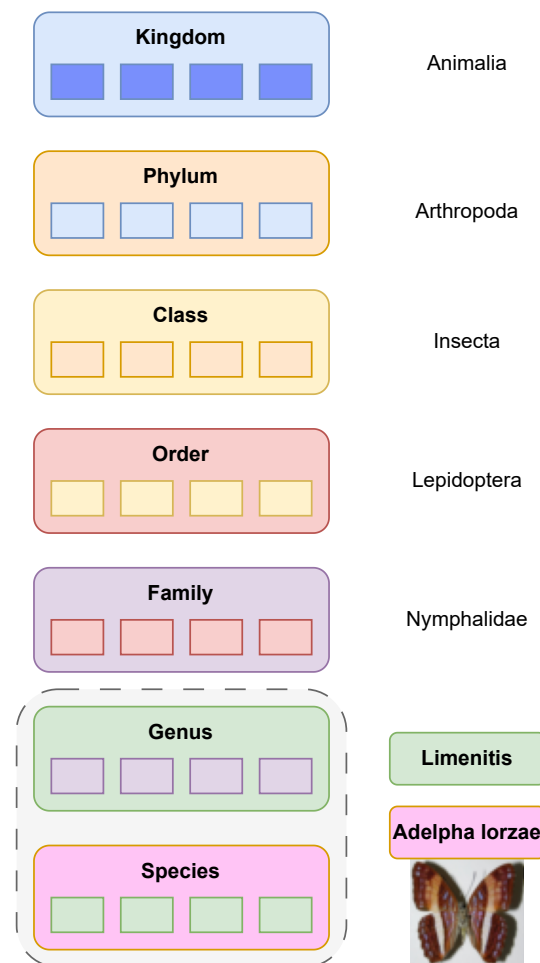 Kingdom
Animalia
Phylum
Arthropoda
Class
Insecta
Order
Lepidoptera
Family
Nymphalidae
Genus
Limenitis
Adelpha lorzae
Species